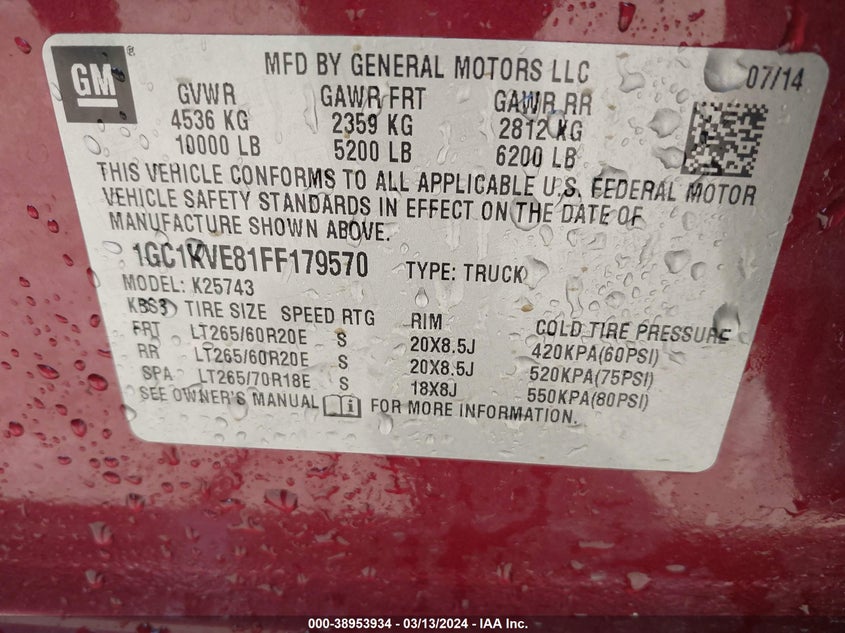 GM ®
MFD BY GENERAL MOTORS LLC 07/14
GVWR GAWR FRT GAWR RR
4536 KG 2359 KG 2812 KG
10000 LB 5200 LB 6200 LB
THIS VEHICLE CONFORMS TO ALL APPLICABLE U.S. FEDERAL MOTOR
VEHICLE SAFETY STANDARDS IN EFFECT ON THE DATE OF
MANUFACTURE SHOWN ABOVE.
1GC1KVE81FF179570 TYPE: TRUCK
MODEL: K25743
KBS3 TIRE SIZE SPEED RTG RIM COLD TIRE PRESSURE
FRT LT265/60R20E S 20X8.5J 420KPA(60PSI)
RR LT265/60R20E S 20X8.5J 520KPA(75PSI)
SPA LT265/70R18E S 18X8J 550KPA(80PSI)
SEE OWNER'S MANUAL FOR MORE INFORMATION.
000-38953934 - 03/13/2024 - IAA Inc.